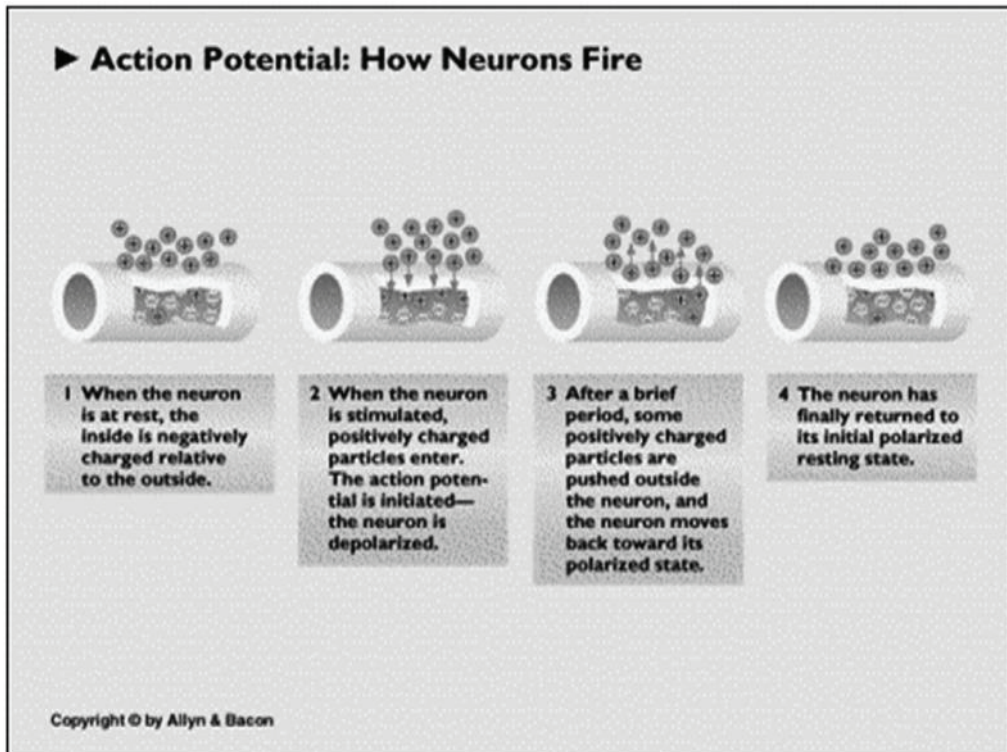 ► Action Potential: How Neurons Fire
1 When the neuron
is at rest, the
inside is negatively
charged relative
to the outside.
2 When the neuron
is stimulated,
positively charged
particles enter.
The action poten-
tial is initiated—
the neuron is
depolarized.
3 After a brief
period, some
positively charged
particles are
pushed outside
the neuron, and
the neuron moves
back toward its
polarized state.
4 The neuron has
finally returned to
its initial polarized
resting state.
Copyright © by Allyn & Bacon